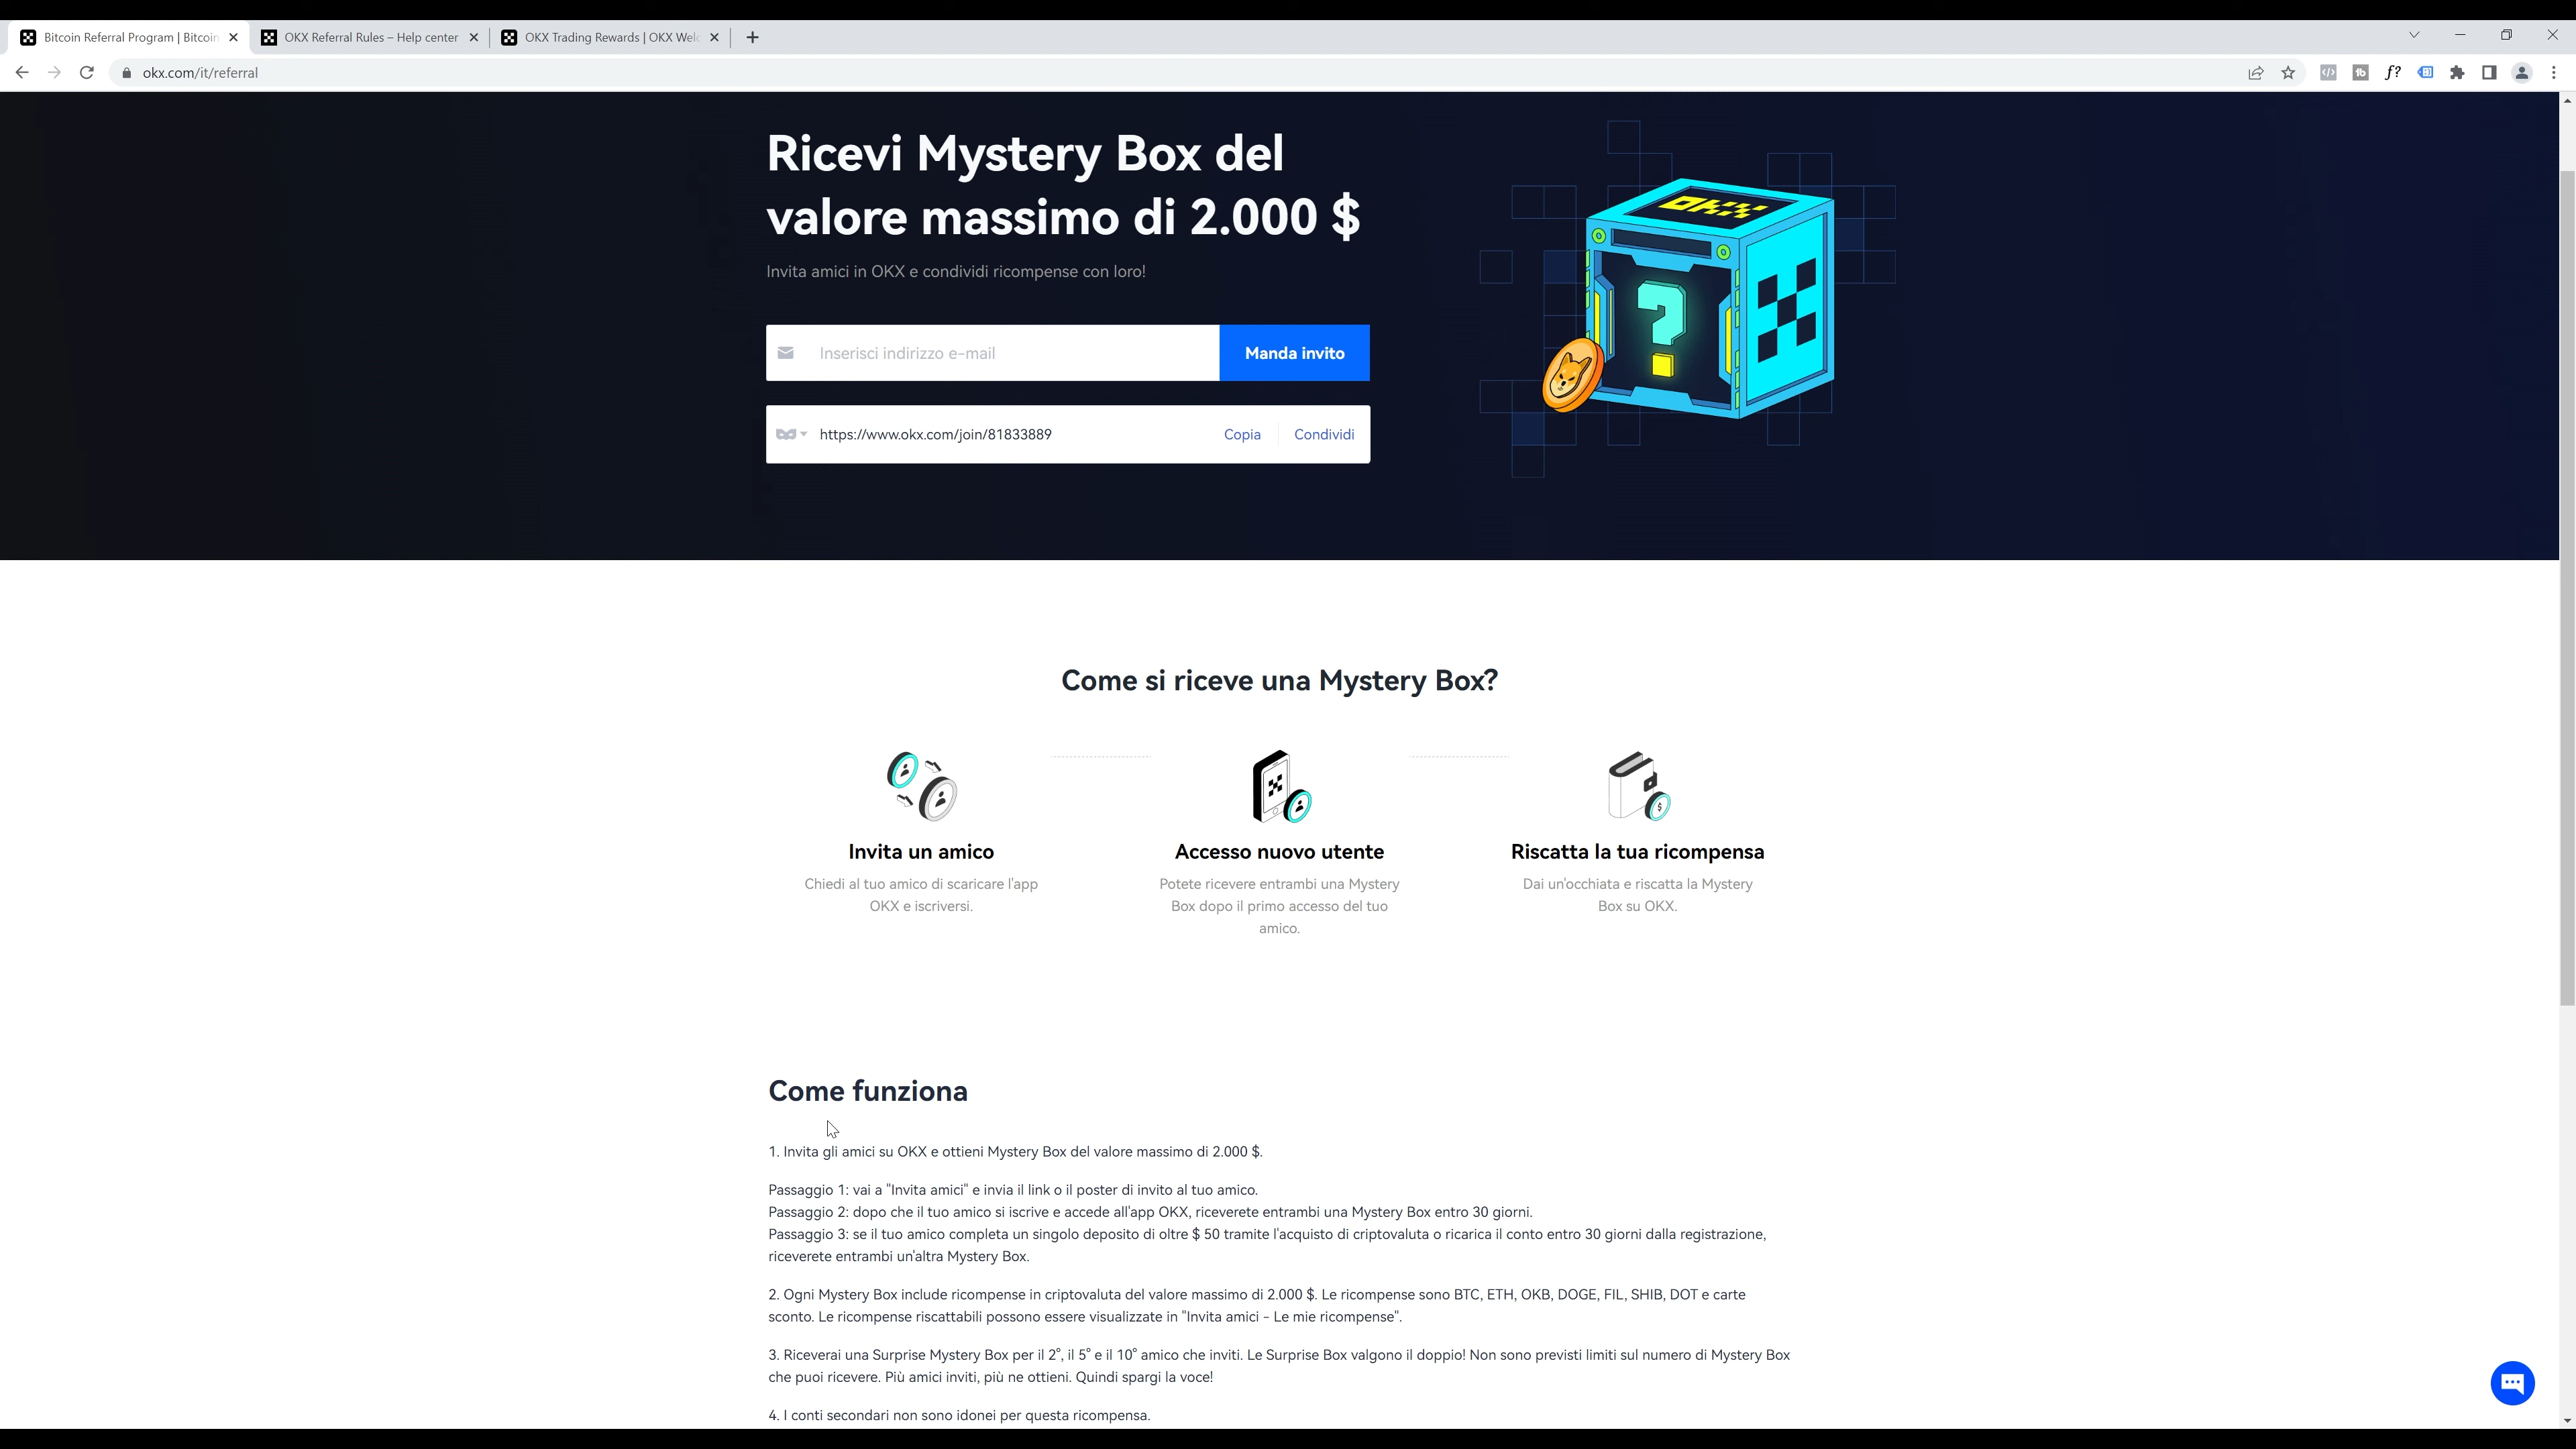 Bitcoin Referral Program | Bitcoin
OKX Referral Rules – Help center
OKX Trading Rewards | OKX Welc
okx.com/it/referral
Ricevi Mystery Box del
valore massimo di 2.000 $
Invita amici in OKX e condividi ricompense con loro!
Inserisci indirizzo e-mail
Manda invito
https://www.okx.com/join/81833889
Copia
Condividi
OKX
Come si riceve una Mystery Box?
Invita un amico
Chiedi al tuo amico di scaricare l'app
OKX e iscriversi.
Accesso nuovo utente
Potete ricevere entrambi una Mystery
Box dopo il primo accesso del tuo
amico.
Riscatta la tua ricompensa
Dai un'occhiata e riscatta la Mystery
Box su OKX.
Come funziona
1. Invita gli amici su OKX e ottieni Mystery Box del valore massimo di 2.000 $.
Passaggio 1: vai a "Invita amici" e invia il link o il poster di invito al tuo amico.
Passaggio 2: dopo che il tuo amico si iscrive e accede all'app OKX, riceverete entrambi una Mystery Box entro 30 giorni.
Passaggio 3: se il tuo amico completa un singolo deposito di oltre $ 50 tramite l'acquisto di criptovaluta o ricarica il conto entro 30 giorni dalla registrazione,
riceverete entrambi un'altra Mystery Box.
2. Ogni Mystery Box include ricompense in criptovaluta del valore massimo di 2.000 $. Le ricompense sono BTC, ETH, OKB, DOGE, FIL, SHIB, DOT e carte
sconto. Le ricompense riscattabili possono essere visualizzate in "Invita amici - Le mie ricompense".
3. Riceverai una Surprise Mystery Box per il 2°, il 5° e il 10° amico che inviti. Le Surprise Box valgono il doppio! Non sono previsti limiti sul numero di Mystery Box
che puoi ricevere. Più amici inviti, più ne ottieni. Quindi spargi la voce!
4. I conti secondari non sono idonei per questa ricompensa.